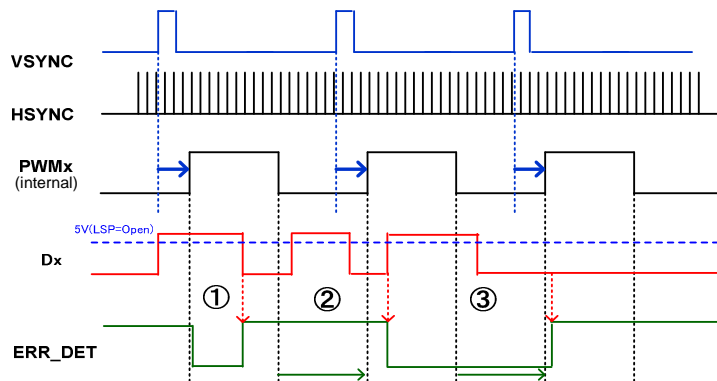 VSYNC
HSYNC
PWMx
(internal)
5V(LSP=Open)
Dx
① ② ③
ERR_DET